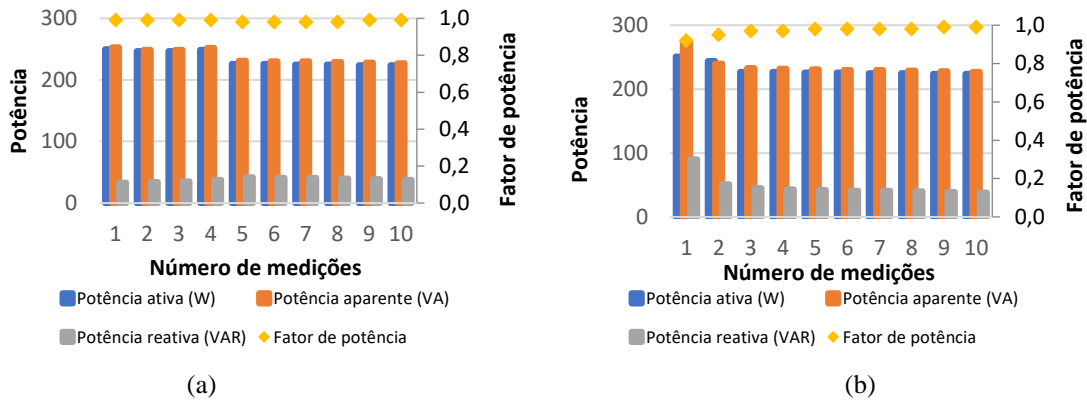 300
200
100
0
Potência
1,0
0,8
0,6
0,4
0,2
0,0
Fator de potência
1 2 3 4 5 6 7 8 9 10
Número de medições
Potência ativa (W) Potência aparente (VA)
Potência reativa (VAR) Fator de potência
(a)
300
200
100
0
Potência
1,0
0,8
0,6
0,4
0,2
0,0
Fator de potência
1 2 3 4 5 6 7 8 9 10
Número de medições
Potência ativa (W) Potência aparente (VA)
Potência reativa (VAR) Fator de potência
(b)